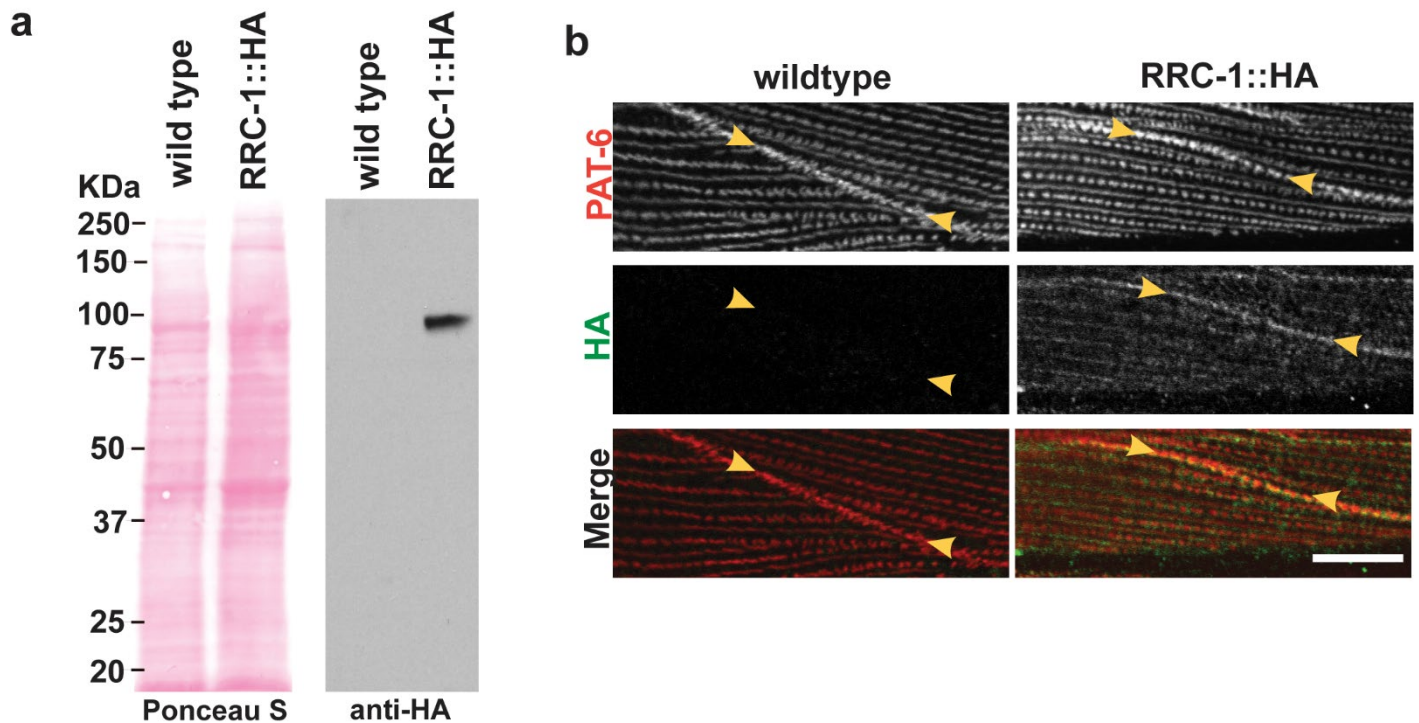 a
wild type
RRC-1::HA
wild type
RRC-1::HA
KDa
250
150
100
75
50
37
25
20
Ponceau S
anti-HA
b
wildtype
RRC-1::HA
PAT-6
HA
Merge